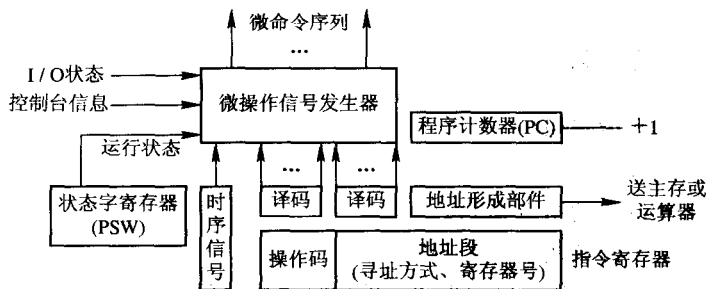 微命令序列
…
I/O状态
控制台信息
微操作信号发生器
程序计数器(PC)
+1
运行状态
…
…
状态字寄存器
(PSW)
时序信号
译码
译码
地址形成部件
送主存或
运算器
操作码
地址段
(寻址方式、寄存器号)
指令寄存器